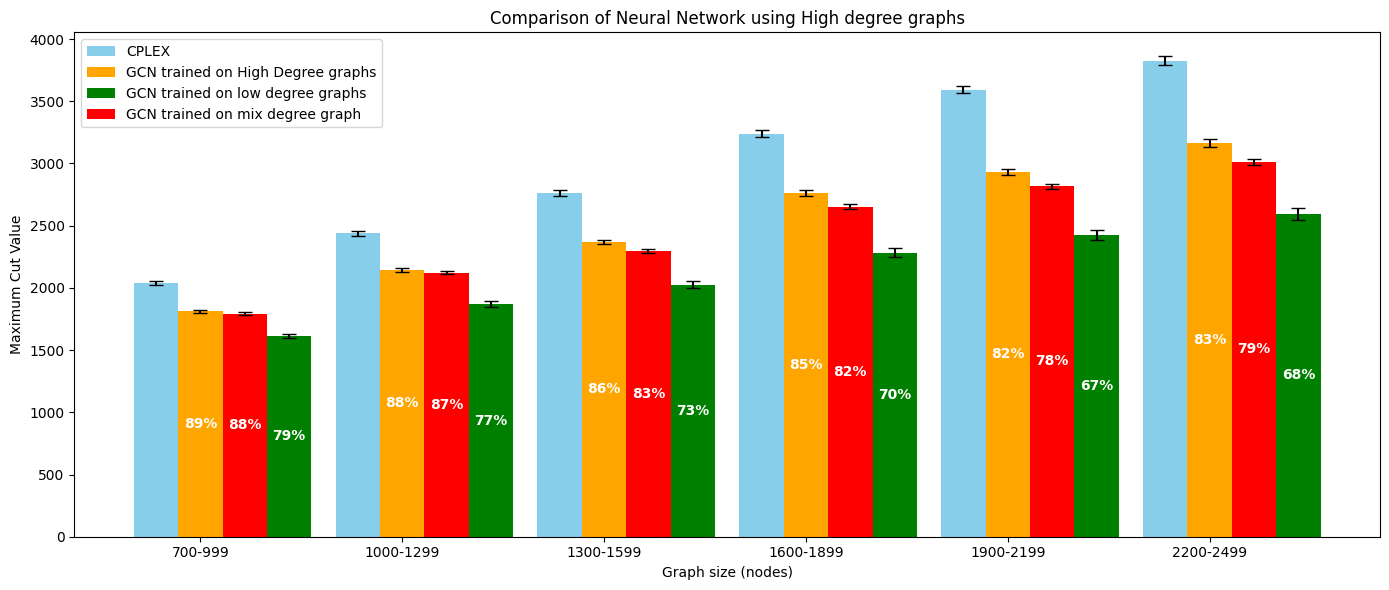 Comparison of Neural Network using High degree graphs
CPLEX
GCN trained on High Degree graphs
GCN trained on low degree graphs
GCN trained on mix degree graph
Maximum Cut Value
4000
3500
3000
2500
2000
1500
1000
500
0
89% 88% 79%
88% 87% 77%
86% 83% 73%
85% 82% 70%
82% 78% 67%
83% 79% 68%
700-999 1000-1299 1300-1599 1600-1899 1900-2199 2200-2499
Graph size (nodes)